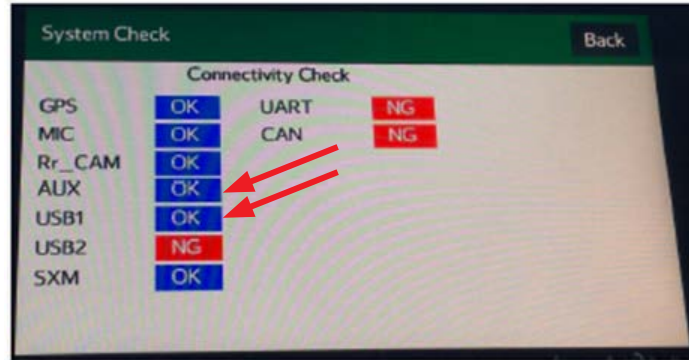 System Check Back
Connectivity Check
GPS OK UART NG
MIC OK CAN NG
Rr_CAM OK
AUX OK
USB1 OK
USB2 NG
SXM OK